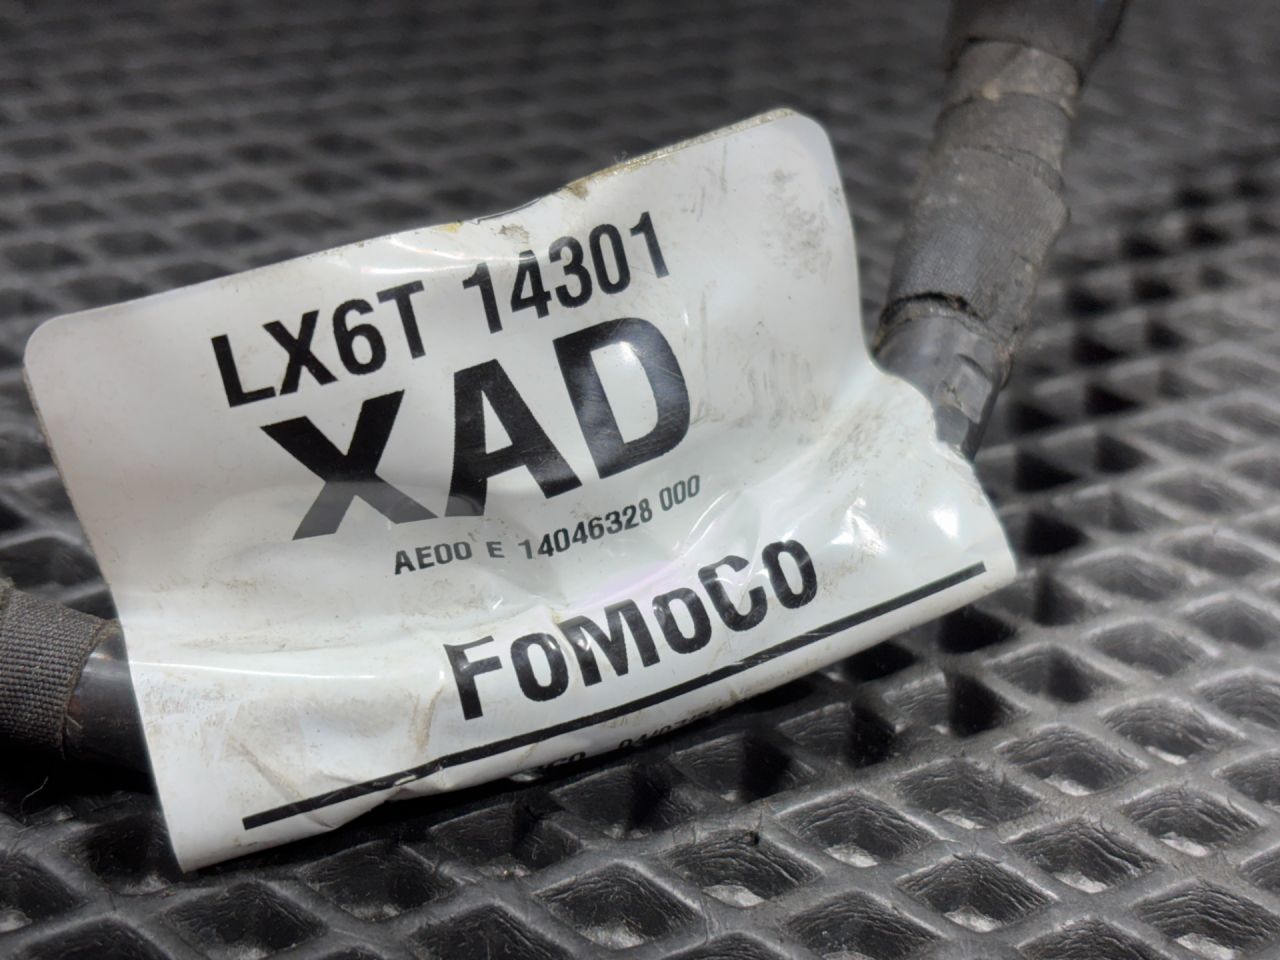 LX6T 14301
XAD
AE00 E 14046328 000
FoMoCo